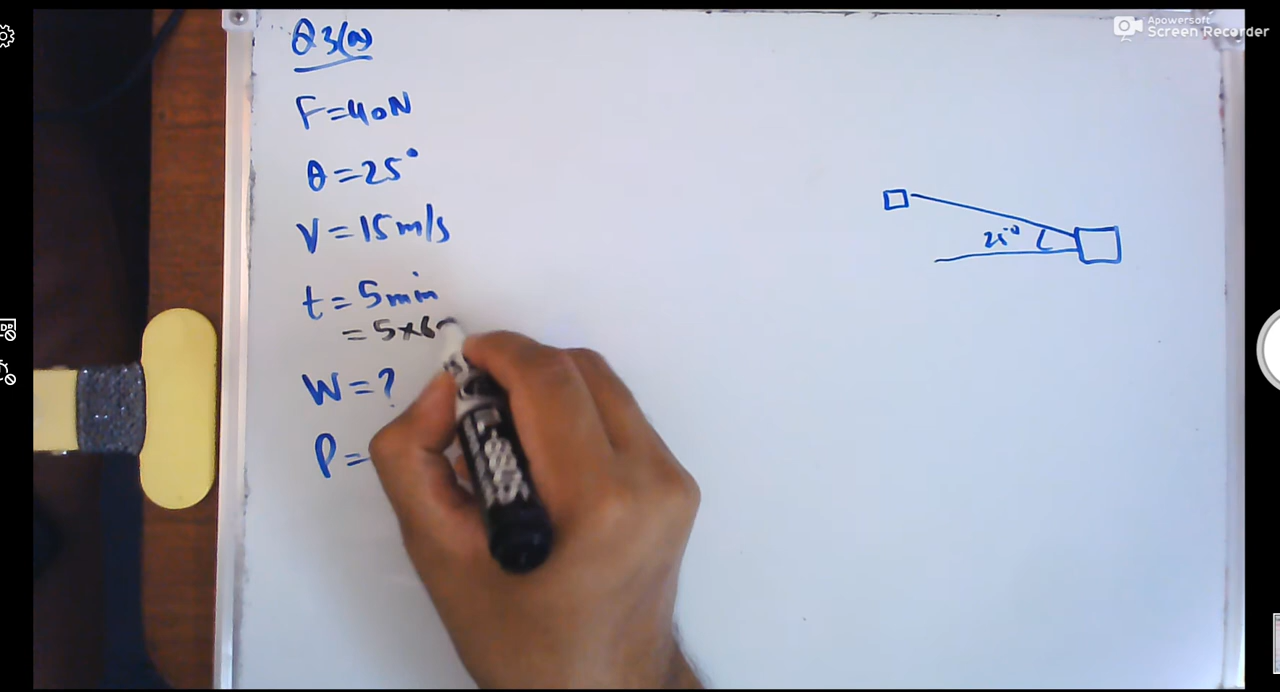 Q3(a)
F=40N
θ=25°
V=15m/s
t=5min
=5×6
W=?
P=
25°
Apowersoft
Screen Recorder